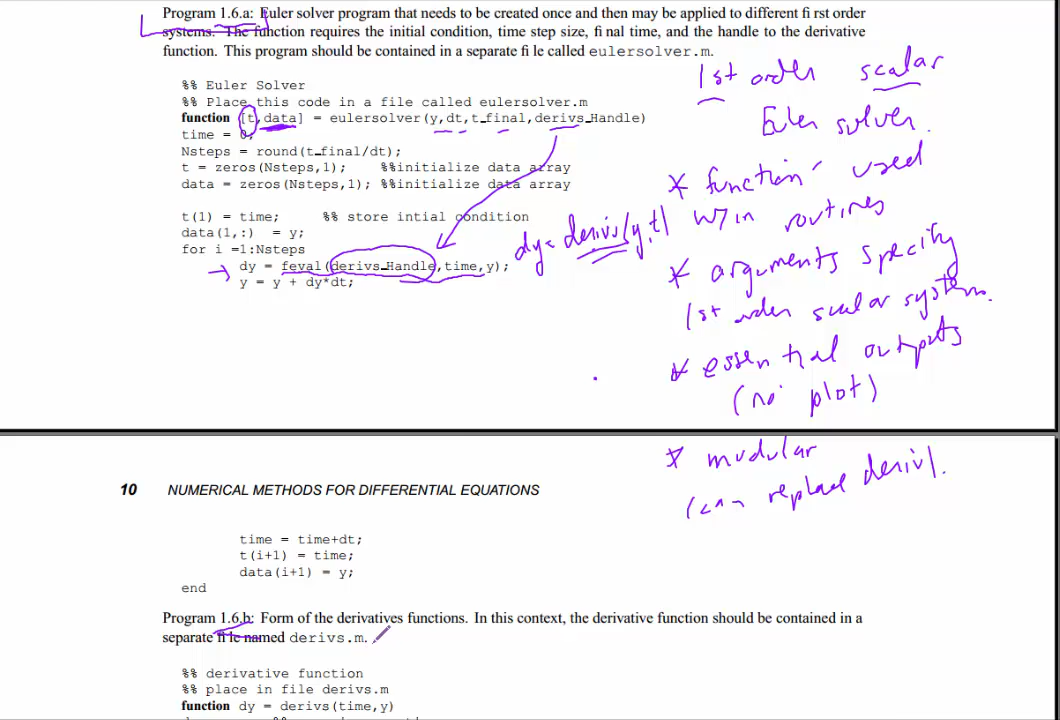 Program 1.6.a: Euler solver program that needs to be created once and then may be applied to different fi rst order
systems. The function requires the initial condition, time step size, fi nal time, and the handle to the derivative
function. This program should be contained in a separate fi le called eulersolver.m.
%% Euler Solver
%% Place this code in a file called eulersolver.m
function [t,data] = eulersolver(y,dt,t_final,derivs_Handle)
time = 0;
Nsteps = round(t_final/dt);
t = zeros(Nsteps,1); %%initialize data array
data = zeros(Nsteps,1); %%initialize data array
t(1) = time; %% store intial condition
data(1,:) = y;
for i =1:Nsteps
dy = feval(derivs_Handle,time,y);
y = y + dy*dt;
1st order scalar
Euler solver.
* function used
w/in routines
dy= derivs(y,t)
* arguments specify
1st order scalar system.
* essential outputs
(no plot)
* modular
(can replace deriv).
10 NUMERICAL METHODS FOR DIFFERENTIAL EQUATIONS
time = time+dt;
t(i+1) = time;
data(i+1) = y;
end
Program 1.6.b: Form of the derivatives functions. In this context, the derivative function should be contained in a
separate fi le named derivs.m.
%% derivative function
%% place in file derivs.m
function dy = derivs(time,y)